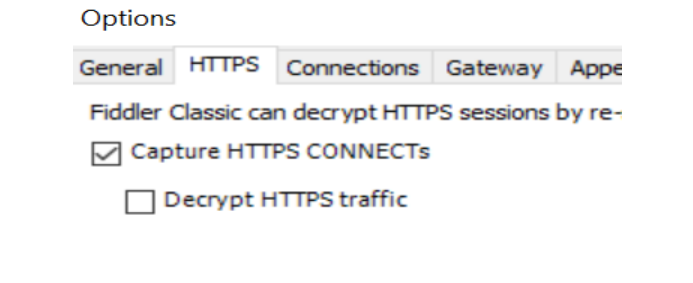 Options
General HTTPS Connections Gateway Appe
Fiddler Classic can decrypt HTTPS sessions by re-
Capture HTTPS CONNECTs
Decrypt HTTPS traffic